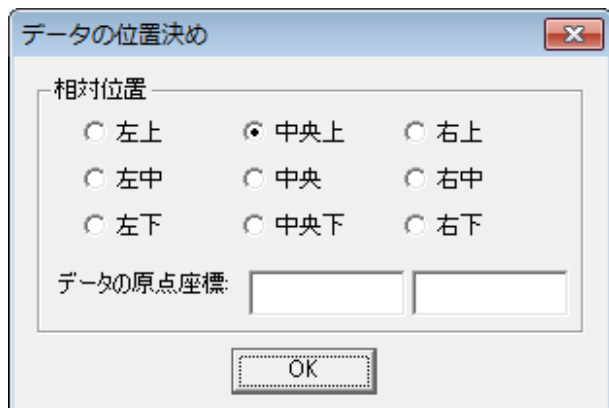 データの位置決め
相対位置
左上 中央上 右上
左中 中央 右中
左下 中央下 右下
データの原点座標:
OK